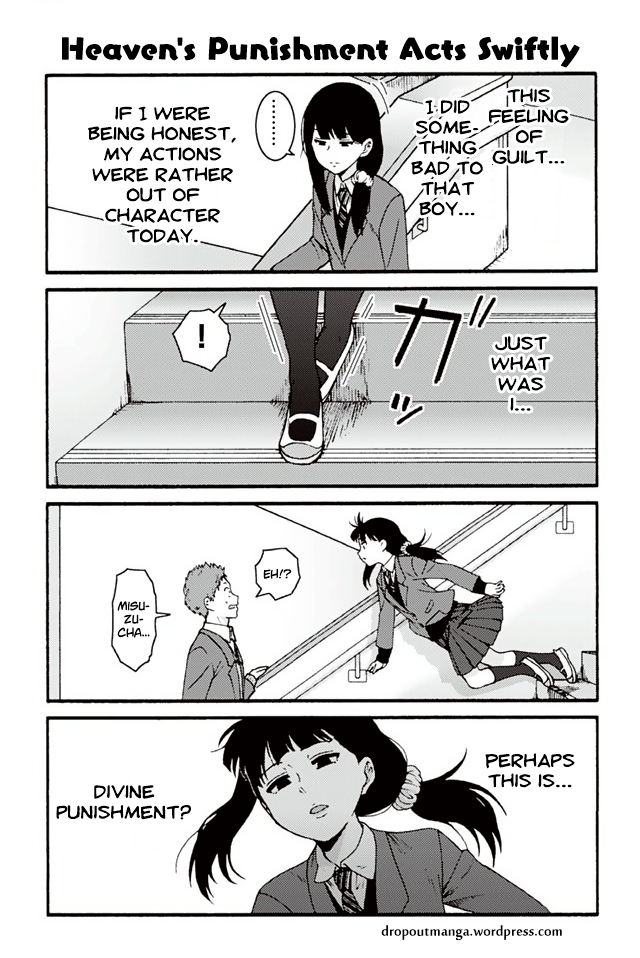 Heaven's Punishment Acts Swiftly
THIS
FEELING
OF
GUILT...
I DID
SOME-
THING
BAD TO
THAT
BOY...
......
IF I WERE
BEING HONEST,
MY ACTIONS
WERE RATHER
OUT OF
CHARACTER
TODAY.
JUST
WHAT
WAS
I...
ガッ
!
EH!?
MISU-
ZU-
CHA...
PERHAPS
THIS IS...
DIVINE
PUNISHMENT?
dropoutmanga.wordpress.com